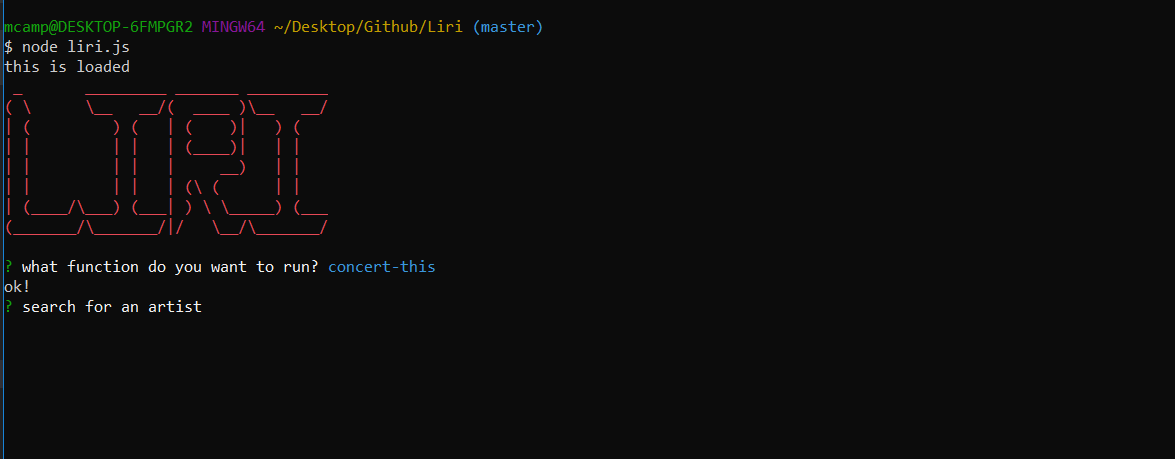 mcamp@DESKTOP-6FMPGR2 MINGW64 ~/Desktop/Github/Liri (master)
$ node liri.js
this is loaded
LIRI
? what function do you want to run? concert-this
ok!
? search for an artist